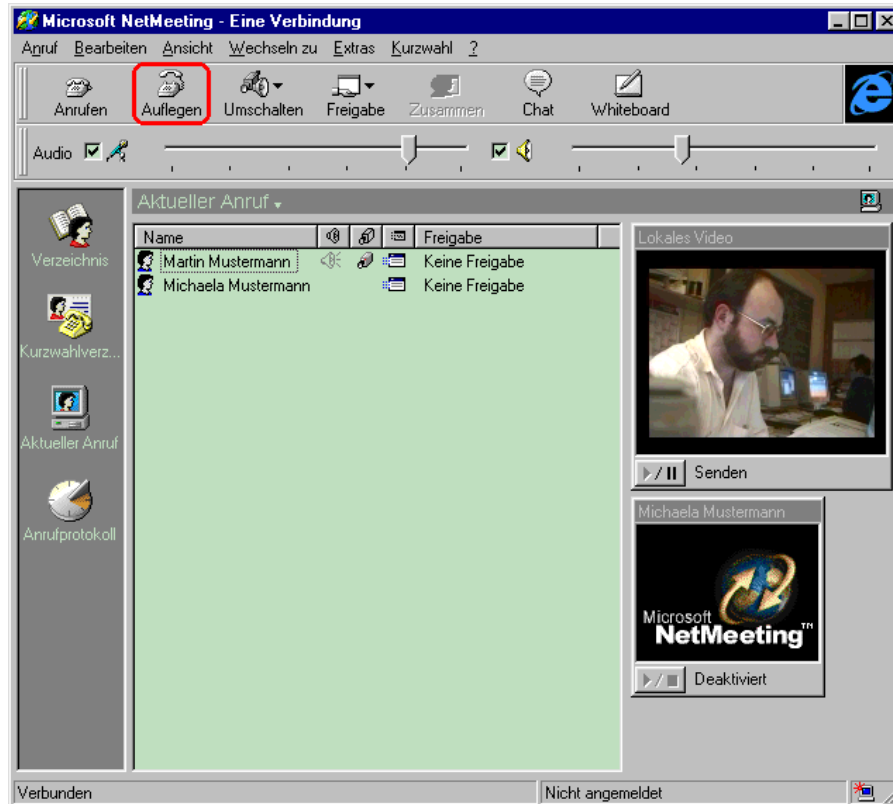 Microsoft NetMeeting - Eine Verbindung
Anruf Bearbeiten Ansicht Wechseln zu Extras Kurzwahl ?
Anrufen Auflegen Umschalten Freigabe Zusammen Chat Whiteboard
Audio
Aktueller Anruf
Verzeichnis
Kurzwahlverz...
Aktueller Anruf
Anrufprotokoll
Name Freigabe
Martin Mustermann Keine Freigabe
Michaela Mustermann Keine Freigabe
Lokales Video
Senden
Michaela Mustermann
Microsoft
NetMeeting™
Deaktiviert
Verbunden Nicht angemeldet